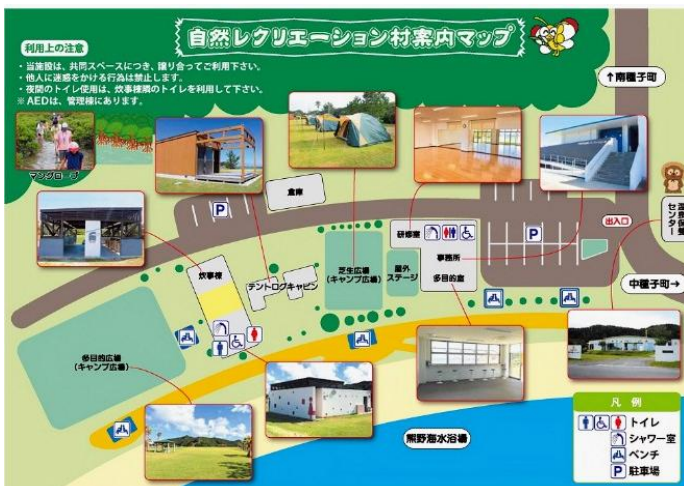 自然レクリエーション村案内マップ
利用上の注意
・当施設は、共同スペースにつき、譲り合ってご利用下さい。
・他人に迷惑をかける行為は禁止します。
・夜間のトイレ使用は、炊事棟隣のトイレを利用して下さい。
※AEDは、管理棟にあります。
↑南種子町
マングローブ
倉庫
P
研修室
出入口
P
事務所
炊事棟
芝生広場
(キャンプ広場)
屋外
ステージ
多目的室
テントログキャビン
中種子町→
多目的広場
(キャンプ広場)
熊野海水浴場
凡例
トイレ
シャワー室
ベンチ
P 駐車場